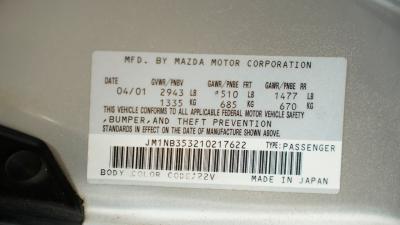 MFD. BY MAZDA MOTOR CORPORATION
GVWR/PNBV GAWR/PNBE FR GAWR/PNBE RR
04/01 2943 LB 1510 LB 1477 LB
1335 KG 685 KG 670 KG
THIS VEHICLE CONFORMS TO ALL APPLICABLE FEDERAL MOTOR VEHICLE SAFETY,
BUMPER, AND THEFT PREVENTION
STANDARDS IN EFFECT ON THE DATE OF MANUFACTURE SHOWN ABOVE.
JM1NB353210217622 TYPE:PASSENGER
BODY COLOR CODE:22V MADE IN JAPAN